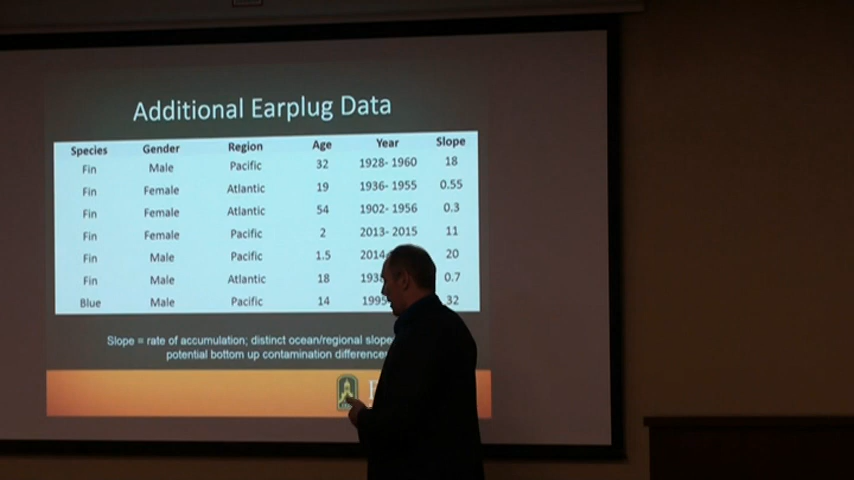 Additional Earplug Data
Species Gender Region Age Year Slope
Fin Male Pacific 32 1928- 1960 18
Fin Female Atlantic 19 1936- 1955 0.55
Fin Female Atlantic 54 1902- 1956 0.3
Fin Female Pacific 2 2013- 2015 11
Fin Male Pacific 1.5 2014 20
Fin Male Atlantic 18 0.7
Blue Male Pacific 14 1995 32
Slope = rate of accumulation; distinct ocean/regional slope
potential bottom up contamination difference